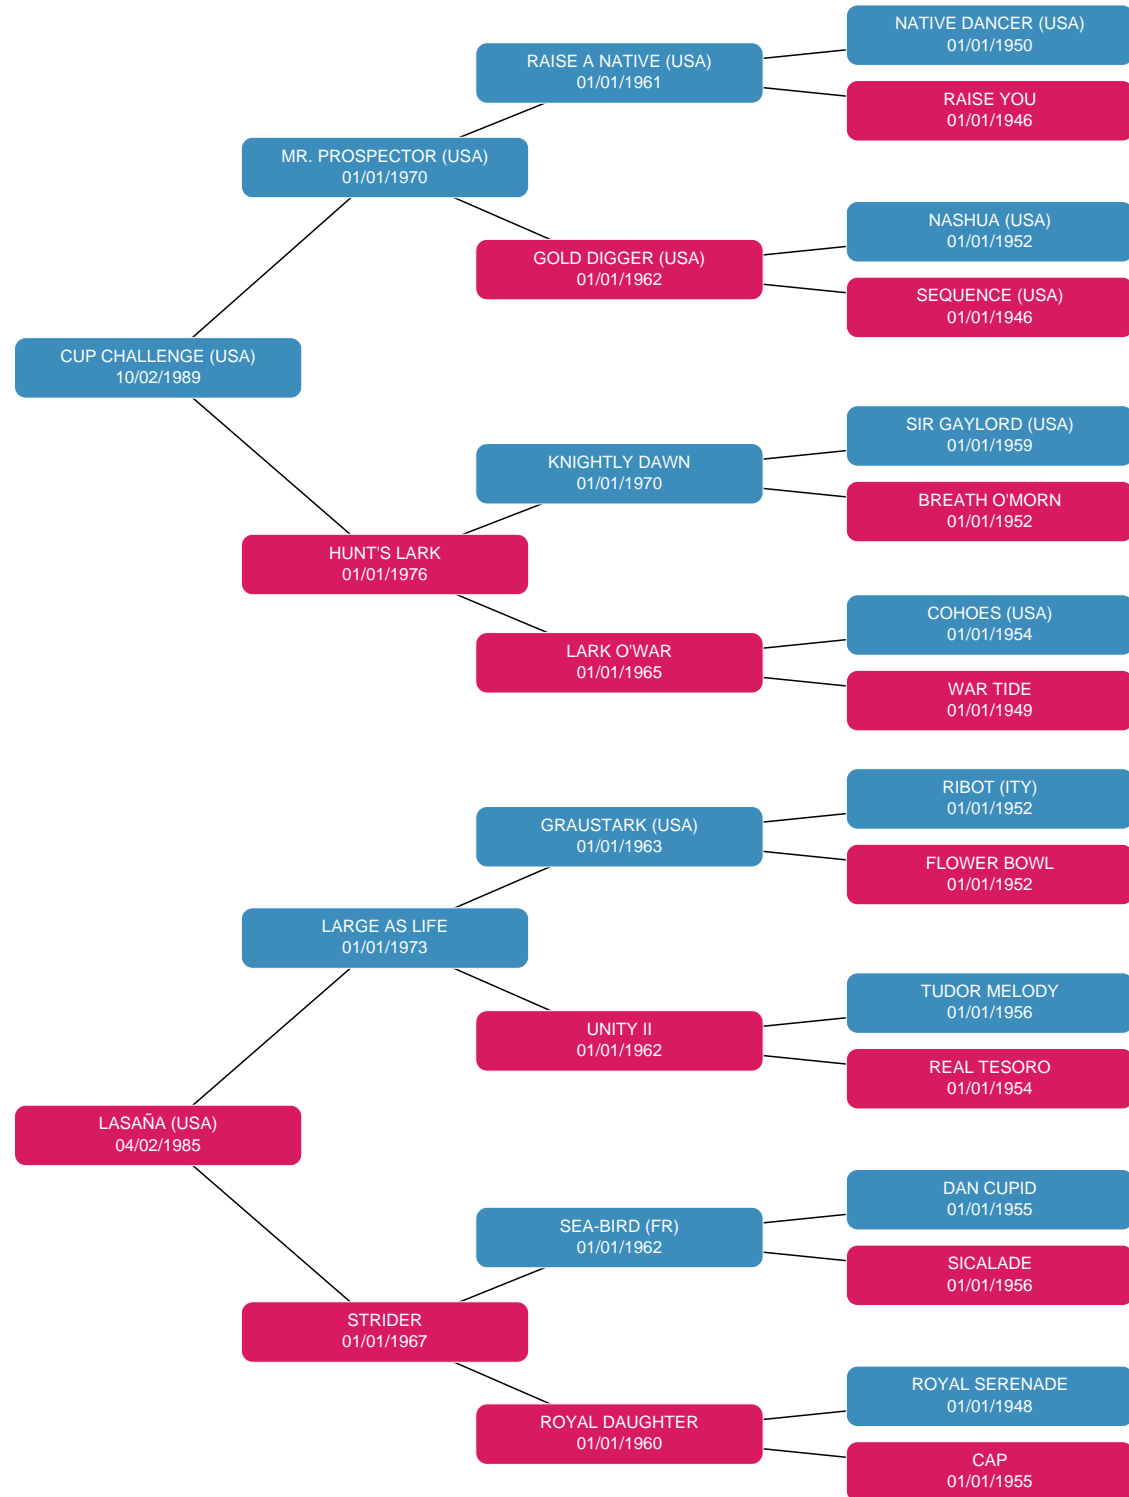 NATIVE DANCER (USA)
01/01/1950
RAISE A NATIVE (USA)
01/01/1961
RAISE YOU
01/01/1946
MR. PROSPECTOR (USA)
01/01/1970
NASHUA (USA)
01/01/1952
GOLD DIGGER (USA)
01/01/1962
SEQUENCE (USA)
01/01/1946
CUP CHALLENGE (USA)
10/02/1989
SIR GAYLORD (USA)
01/01/1959
KNIGHTLY DAWN
01/01/1970
BREATH O'MORN
01/01/1952
HUNT'S LARK
01/01/1976
COHOES (USA)
01/01/1954
LARK O'WAR
01/01/1965
WAR TIDE
01/01/1949
RIBOT (ITY)
01/01/1952
GRAUSTARK (USA)
01/01/1963
FLOWER BOWL
01/01/1952
LARGE AS LIFE
01/01/1973
TUDOR MELODY
01/01/1956
UNITY II
01/01/1962
REAL TESORO
01/01/1954
LASAÑA (USA)
04/02/1985
DAN CUPID
01/01/1955
SEA-BIRD (FR)
01/01/1962
SICALADE
01/01/1956
STRIDER
01/01/1967
ROYAL SERENADE
01/01/1948
ROYAL DAUGHTER
01/01/1960
CAP
01/01/1955